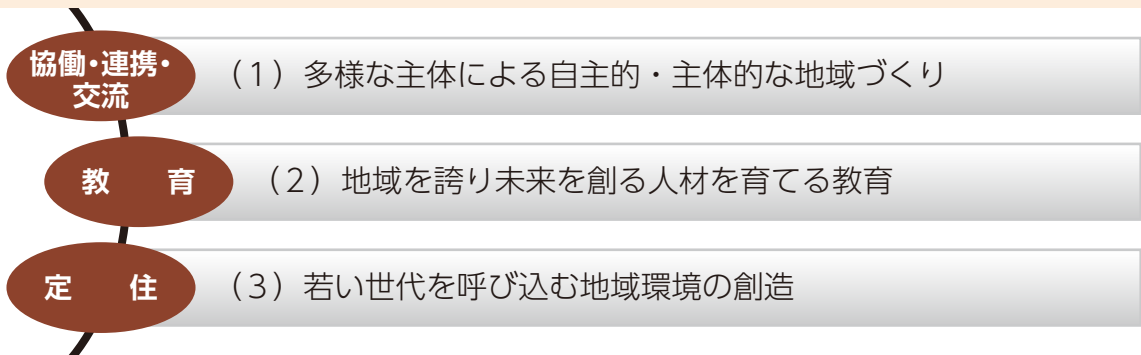 協働・連携・
交流
(1)多様な主体による自主的・主体的な地域づくり
教　育
(2)地域を誇り未来を創る人材を育てる教育
定　住
(3)若い世代を呼び込む地域環境の創造